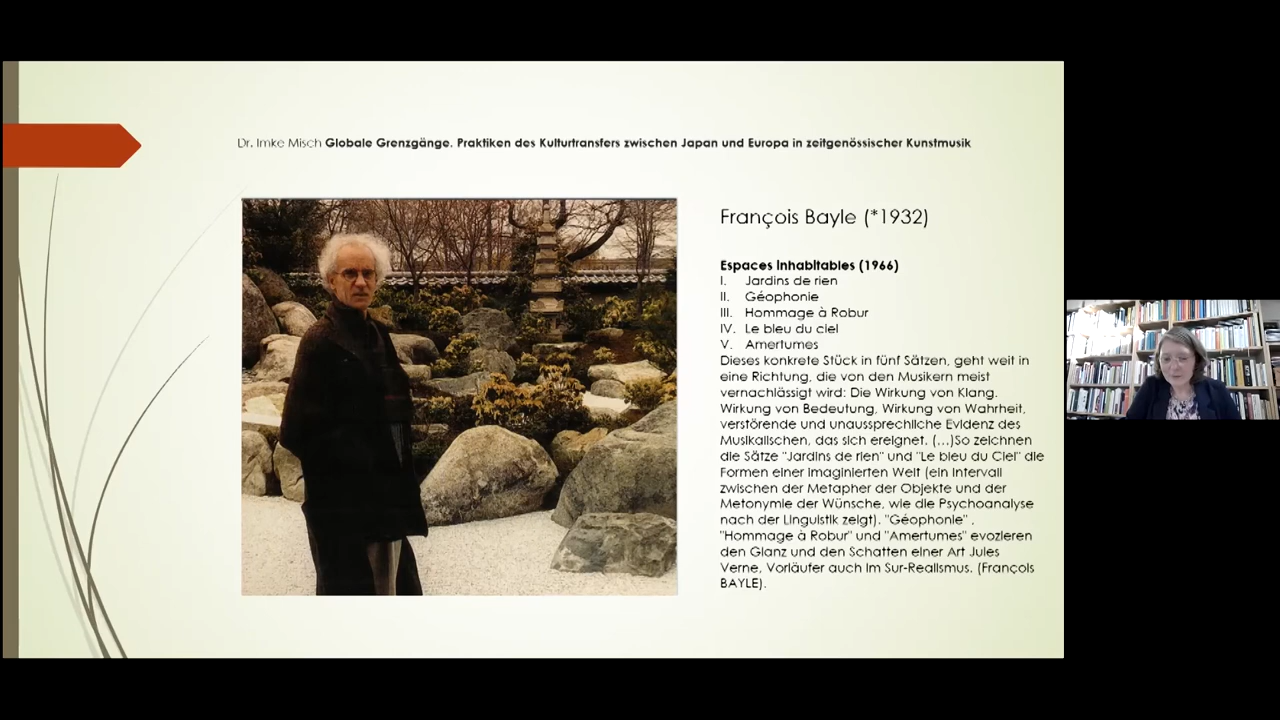 Dr. Imke Misch Globale Grenzgänge. Praktiken des Kulturtransfers zwischen Japan und Europa in zeitgenössischer Kunstmusik
François Bayle (*1932)
Espaces inhabitables (1966)
I. Jardins de rien
II. Géophonie
III. Hommage à Robur
IV. Le bleu du ciel
V. Amertumes
Dieses konkrete Stück in fünf Sätzen, geht weit in
eine Richtung, die von den Musikern meist
vernachlässigt wird: Die Wirkung von Klang.
Wirkung von Bedeutung, Wirkung von Wahrheit,
verstörende und unaussprechliche Evidenz des
Musikalischen, das sich ereignet. (...)So zeichnen
die Sätze "Jardins de rien" und "Le bleu du Ciel" die
Formen einer imaginierten Welt (ein Intervall
zwischen der Metapher der Objekte und der
Metonymie der Wünsche, wie die Psychoanalyse
nach der Linguistik zeigt). "Géophonie" ,
"Hommage à Robur" und "Amertumes" evozieren
den Glanz und den Schatten einer Art Jules
Verne, Vorläufer auch im Sur-Realismus. (François
BAYLE).